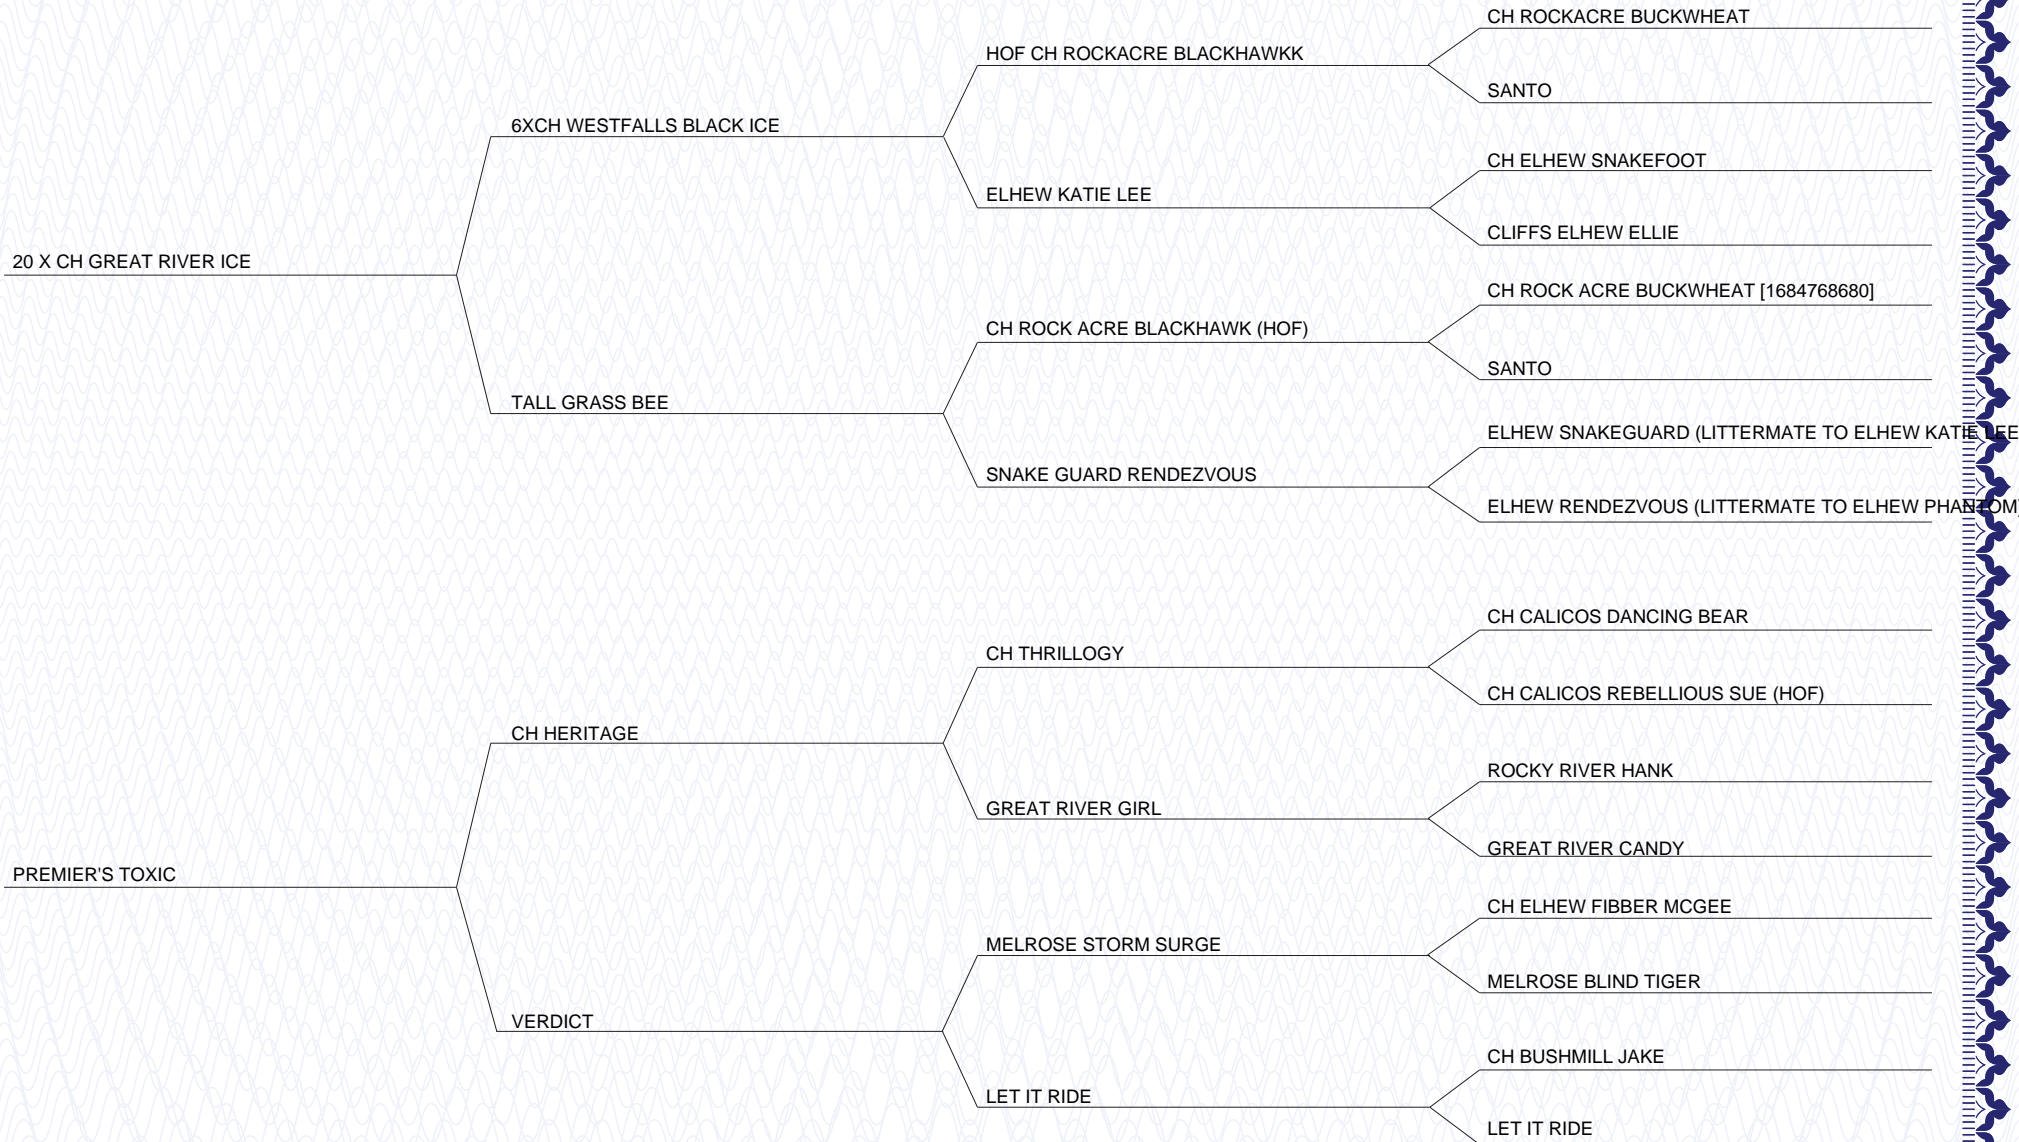 CH ROCKACRE BUCKWHEAT
HOF CH ROCKACRE BLACKHAWKK
SANTO
6XCH WESTFALLS BLACK ICE
CH ELHEW SNAKEFOOT
ELHEW KATIE LEE
CLIFFS ELHEW ELLIE
20 X CH GREAT RIVER ICE
CH ROCK ACRE BUCKWHEAT [1684768680]
CH ROCK ACRE BLACKHAWK (HOF)
SANTO
TALL GRASS BEE
ELHEW SNAKEGUARD (LITTERMATE TO ELHEW KATIE LEE
SNAKE GUARD RENDEZVOUS
ELHEW RENDEZVOUS (LITTERMATE TO ELHEW PHANTOM)
CH CALICOS DANCING BEAR
CH THRILLOGY
CH CALICOS REBELLIOUS SUE (HOF)
CH HERITAGE
ROCKY RIVER HANK
GREAT RIVER GIRL
GREAT RIVER CANDY
PREMIER'S TOXIC
CH ELHEW FIBBER MCGEE
MELROSE STORM SURGE
MELROSE BLIND TIGER
VERDICT
CH BUSHMILL JAKE
LET IT RIDE
LET IT RIDE